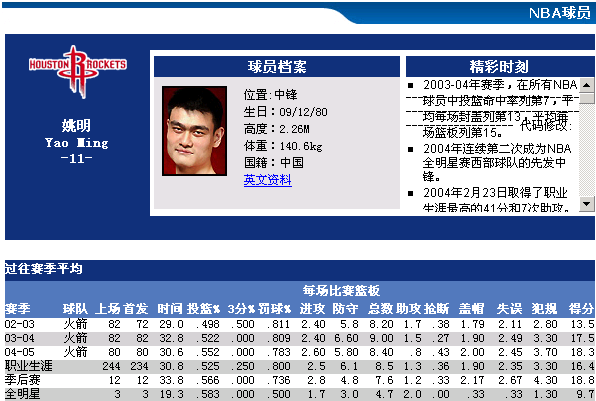 NBA球员
HOUSTON ROCKETS
姚明
Yao Ming
-11-
球员档案
位置:中锋
生日：09/12/80
高度：2.26M
体重：140.6kg
国籍：中国
英文资料
精彩时刻
2003-04年赛季，在所有NBA
球员中投篮命中率列第7，平
均每场封盖列第13，平均每
场篮板列第15。
代码修改:
2004年连续第二次成为NBA
全明星赛西部球队的先发中
锋。
2004年2月23日取得了职业
生涯最高的41分和7次助攻。
过往赛季平均
每场比赛篮板
赛季 球队 上场 首发 时间 投篮% 3分% 罚球% 进攻 防守 总数 助攻 抢断 盖帽 失误 犯规 得分
02-03 火箭 82 72 29.0 .498 .500 .811 2.40 5.8 8.20 1.7 .38 1.79 2.11 2.80 13.5
03-04 火箭 82 82 32.8 .522 .000 .809 2.40 6.60 9.00 1.5 .27 1.90 2.49 3.30 17.5
04-05 火箭 80 80 30.6 .552 .000 .783 2.60 5.80 8.40 .8 .43 2.00 2.45 3.70 18.3
职业生涯 244 234 30.8 .525 .250 .800 2.5 6.1 8.5 1.3 .36 1.90 2.35 3.30 16.4
季后赛 12 12 33.8 .566 .000 .736 2.8 4.8 7.6 1.2 .33 2.17 2.67 4.30 18.8
全明星 3 3 19.3 .583 .000 .500 1.7 3.0 4.7 2.0 .00 .33 .33 1.30 9.7